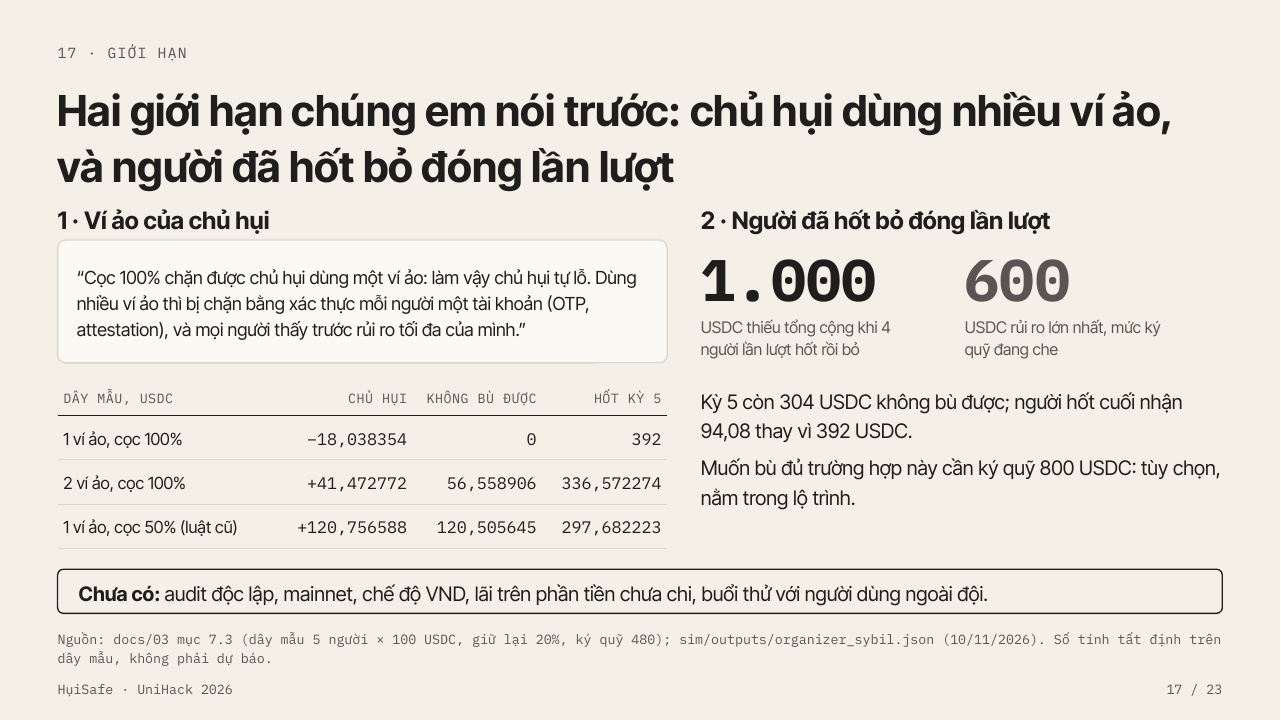 17 · GIỚI HẠN
Hai giới hạn chúng em nói trước: chủ hụi dùng nhiều ví ảo,
và người đã hốt bỏ đóng lần lượt
1 · Ví ảo của chủ hụi
“Cọc 100% chặn được chủ hụi dùng một ví ảo: làm vậy chủ hụi tự lỗ. Dùng
nhiều ví ảo thì bị chặn bằng xác thực mỗi người một tài khoản (OTP,
attestation), và mọi người thấy trước rủi ro tối đa của mình.”
DÂY MẪU, USDC CHỦ HỤI KHÔNG BÙ ĐƯỢC HỐT KỲ 5
1 ví ảo, cọc 100% −18,038354 0 392
2 ví ảo, cọc 100% +41,472772 56,558906 336,572274
1 ví ảo, cọc 50% (luật cũ) +120,756588 120,505645 297,682223
2 · Người đã hốt bỏ đóng lần lượt
1.000 600
USDC thiếu tổng cộng khi 4 USDC rủi ro lớn nhất, mức ký
người lần lượt hốt rồi bỏ quỹ đang che
Kỳ 5 còn 304 USDC không bù được; người hốt cuối nhận
94,08 thay vì 392 USDC.
Muốn bù đủ trường hợp này cần ký quỹ 800 USDC: tùy chọn,
nằm trong lộ trình.
Chưa có: audit độc lập, mainnet, chế độ VND, lãi trên phần tiền chưa chi, buổi thử với người dùng ngoài đội.
Nguồn: docs/03 mục 7.3 (dây mẫu 5 người × 100 USDC, giữ lại 20%, ký quỹ 480); sim/outputs/organizer_sybil.json (10/11/2026). Số tính tất định trên
dây mẫu, không phải dự báo.
HụiSafe · UniHack 2026 17 / 23